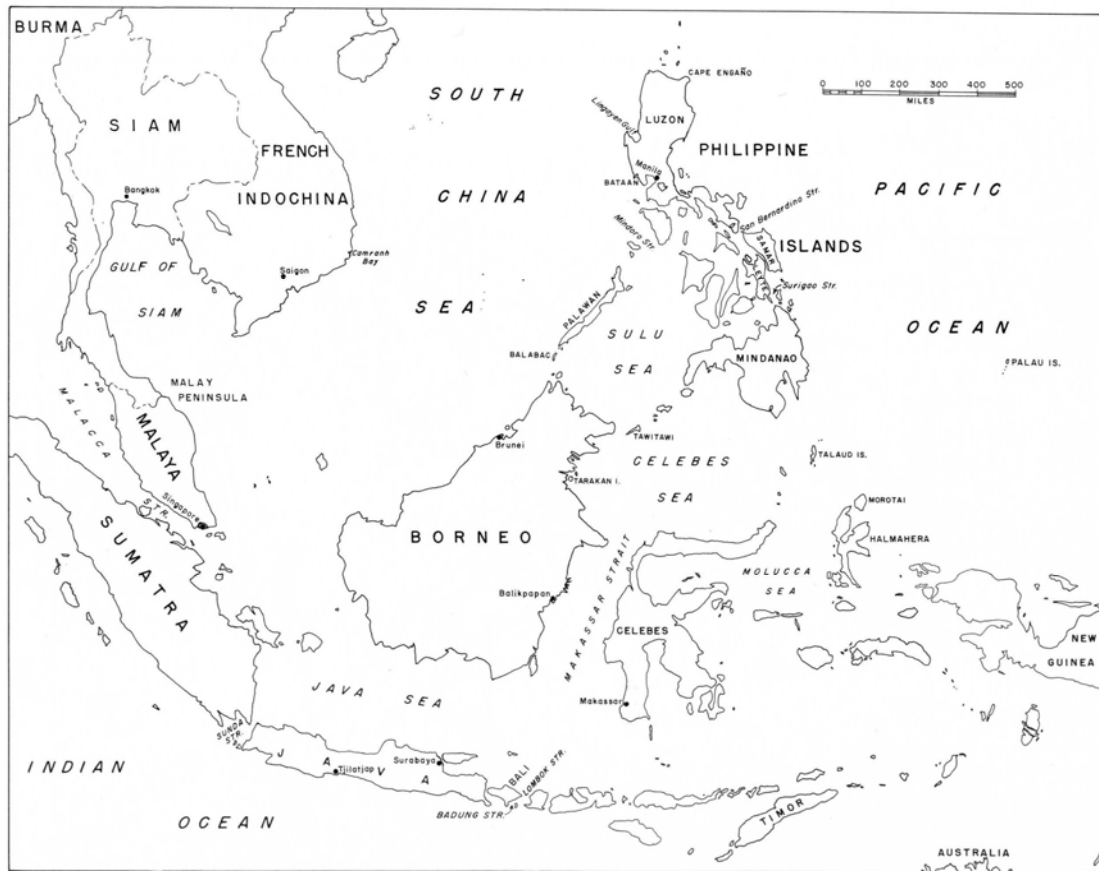 BURMA
CAPE ENGAÑO
0 100 200 300 400 500
MILES
SOUTH
SIAM
Lingayen Gulf
LUZON
FRENCH
PHILIPPINE
Manila
BATAAN
PACIFIC
Bangkok
INDOCHINA
CHINA
San Bernardino Str.
Mindoro Str
SAMAR
ISLANDS
Camranh
Bay
GULF OF
Saigon
LEYTE
Surigao Str.
SIAM
SEA
PALAWAN
SULU
OCEAN
BALABAC
SEA
MINDANAO
PALAU IS.
MALAY
PENINSULA
MALACCA
STR.
MALAYA
Brunei
TAWITAWI
CELEBES
SEA
TALAUD IS.
TARAKAN I.
Singapore
MOROTAI
SUMATRA
BORNEO
HALMAHERA
MAKASSAR STRAIT
MOLUCCA
SEA
Balikpapan
CELEBES
NEW
GUINEA
JAVA SEA
Makassar
SUNDA
STR.
INDIAN
JAVA
Tjilatjap
Surabaya
BALI
LOMBOK STR.
BADUNG STR.
OCEAN
TIMOR
AUSTRALIA